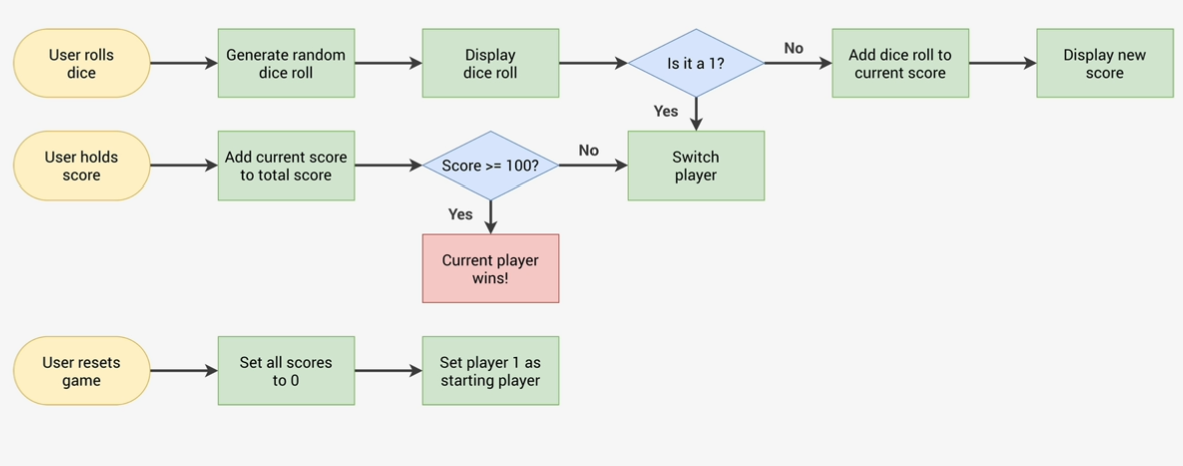 User rolls
dice
Generate random
dice roll
Display
dice roll
Is it a 1?
No
Add dice roll to
current score
Display new
score
Yes
User holds
score
Add current score
to total score
Score >= 100?
No
Switch
player
Yes
Current player
wins!
User resets
game
Set all scores
to 0
Set player 1 as
starting player